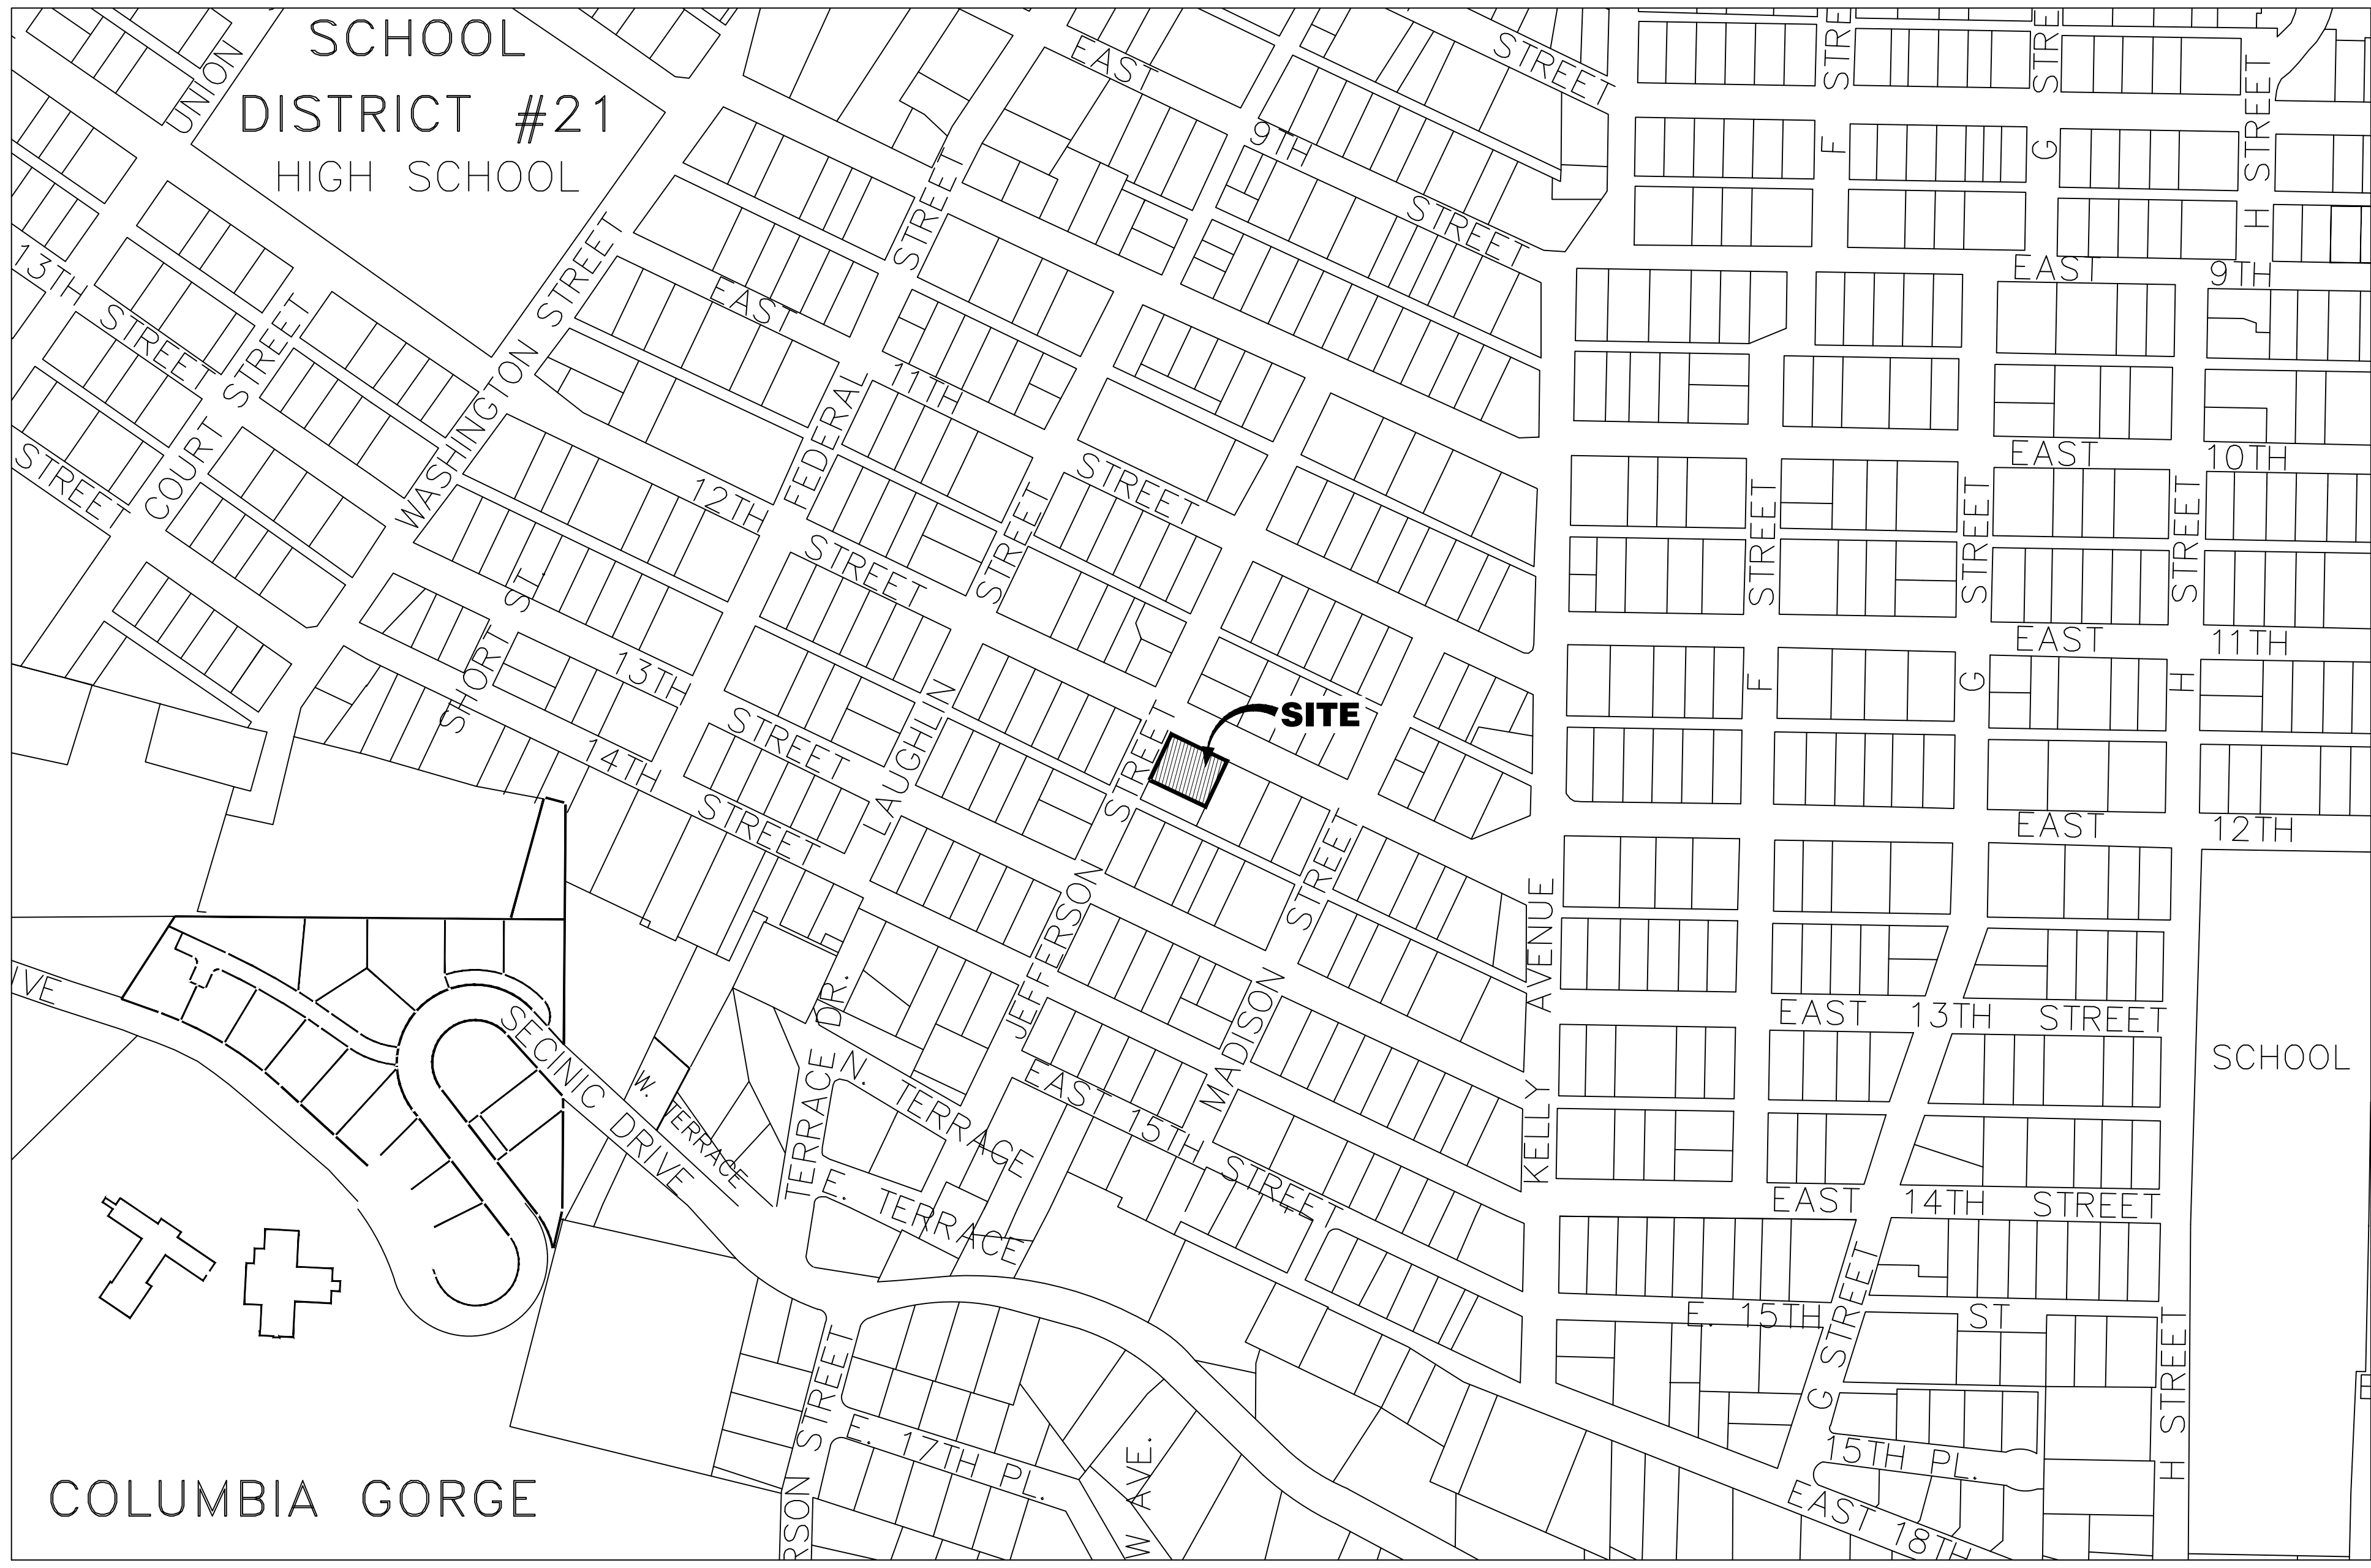 SCHOOL
DISTRICT #21
HIGH SCHOOL
UNION
EAST
STREET
9TH
STREET
STREET
STRE
STRE
F
G
H STREET
EAST 9TH
13TH
STREET
COURT STREET
STREET
WASHINGTON STREET
EAST
11TH
STREET
FEDERAL
STREET
12TH
STREET
STREET
EAST 10TH
STREET
STREET
STREET
EAST 11TH
F
G
H
SHORT ST.
13TH
STREET
14TH
STREET
LAUGHLIN
STREET
SITE
JEFFERSON STREET
MADISON STREET
EAST 12TH
KELLY AVENUE
EAST 13TH STREET
SCHOOL
VE
SECINIC DRIVE
W. TERRACE
TERRACE DR.
N. TERRACE
E. TERRACE
EAST 15TH STREET
EAST 14TH STREET
E. 15TH ST
G STREET
H STREET
15TH PL.
EAST 18TH
RSON STREET
E. 17TH PL.
W AVE.
COLUMBIA GORGE